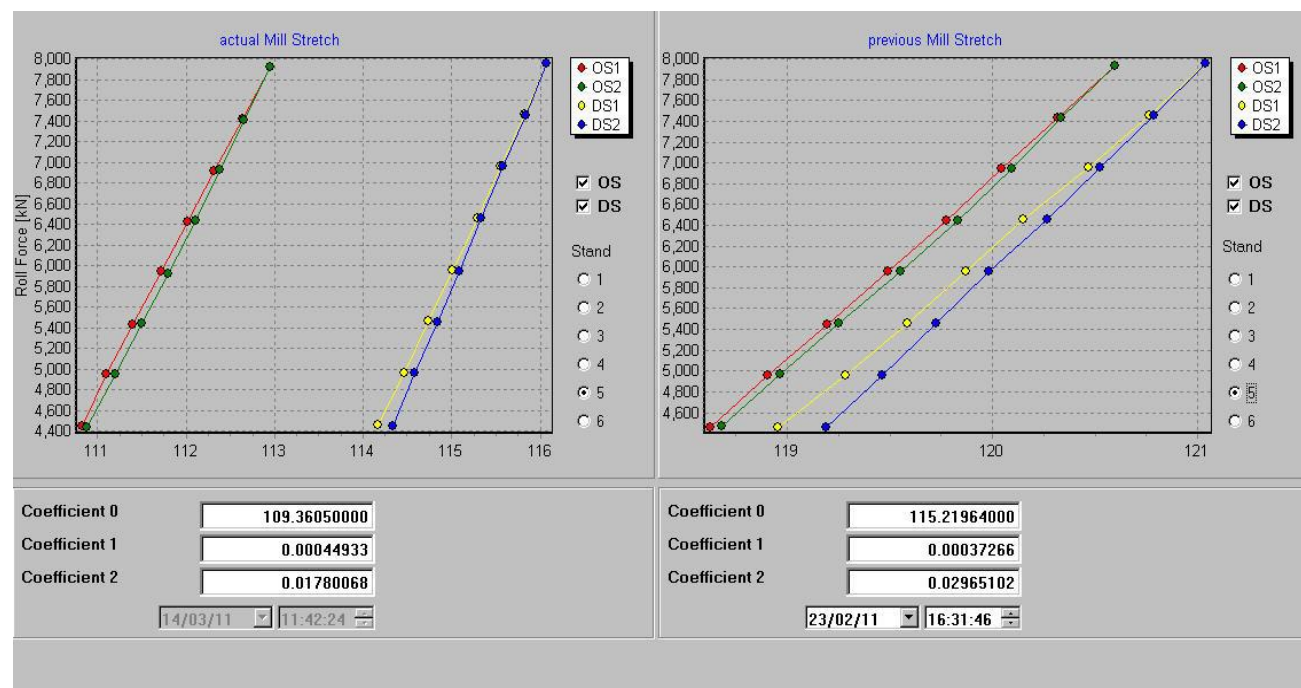 actual Mill Stretch
Roll Force [kN]
8,000
7,800
7,600
7,400
7,200
7,000
6,800
6,600
6,400
6,200
6,000
5,800
5,600
5,400
5,200
5,000
4,800
4,600
4,400
111 112 113 114 115 116
OS1
OS2
DS1
DS2
OS
DS
Stand
1
2
3
4
5
6
previous Mill Stretch
8,000
7,800
7,600
7,400
7,200
7,000
6,800
6,600
6,400
6,200
6,000
5,800
5,600
5,400
5,200
5,000
4,800
4,600
119 120 121
OS1
OS2
DS1
DS2
OS
DS
Stand
1
2
3
4
5
6
Coefficient 0 109.36050000
Coefficient 1 0.00044933
Coefficient 2 0.01780068
14/03/11 11:42:24
Coefficient 0 115.21964000
Coefficient 1 0.00037266
Coefficient 2 0.02965102
23/02/11 16:31:46